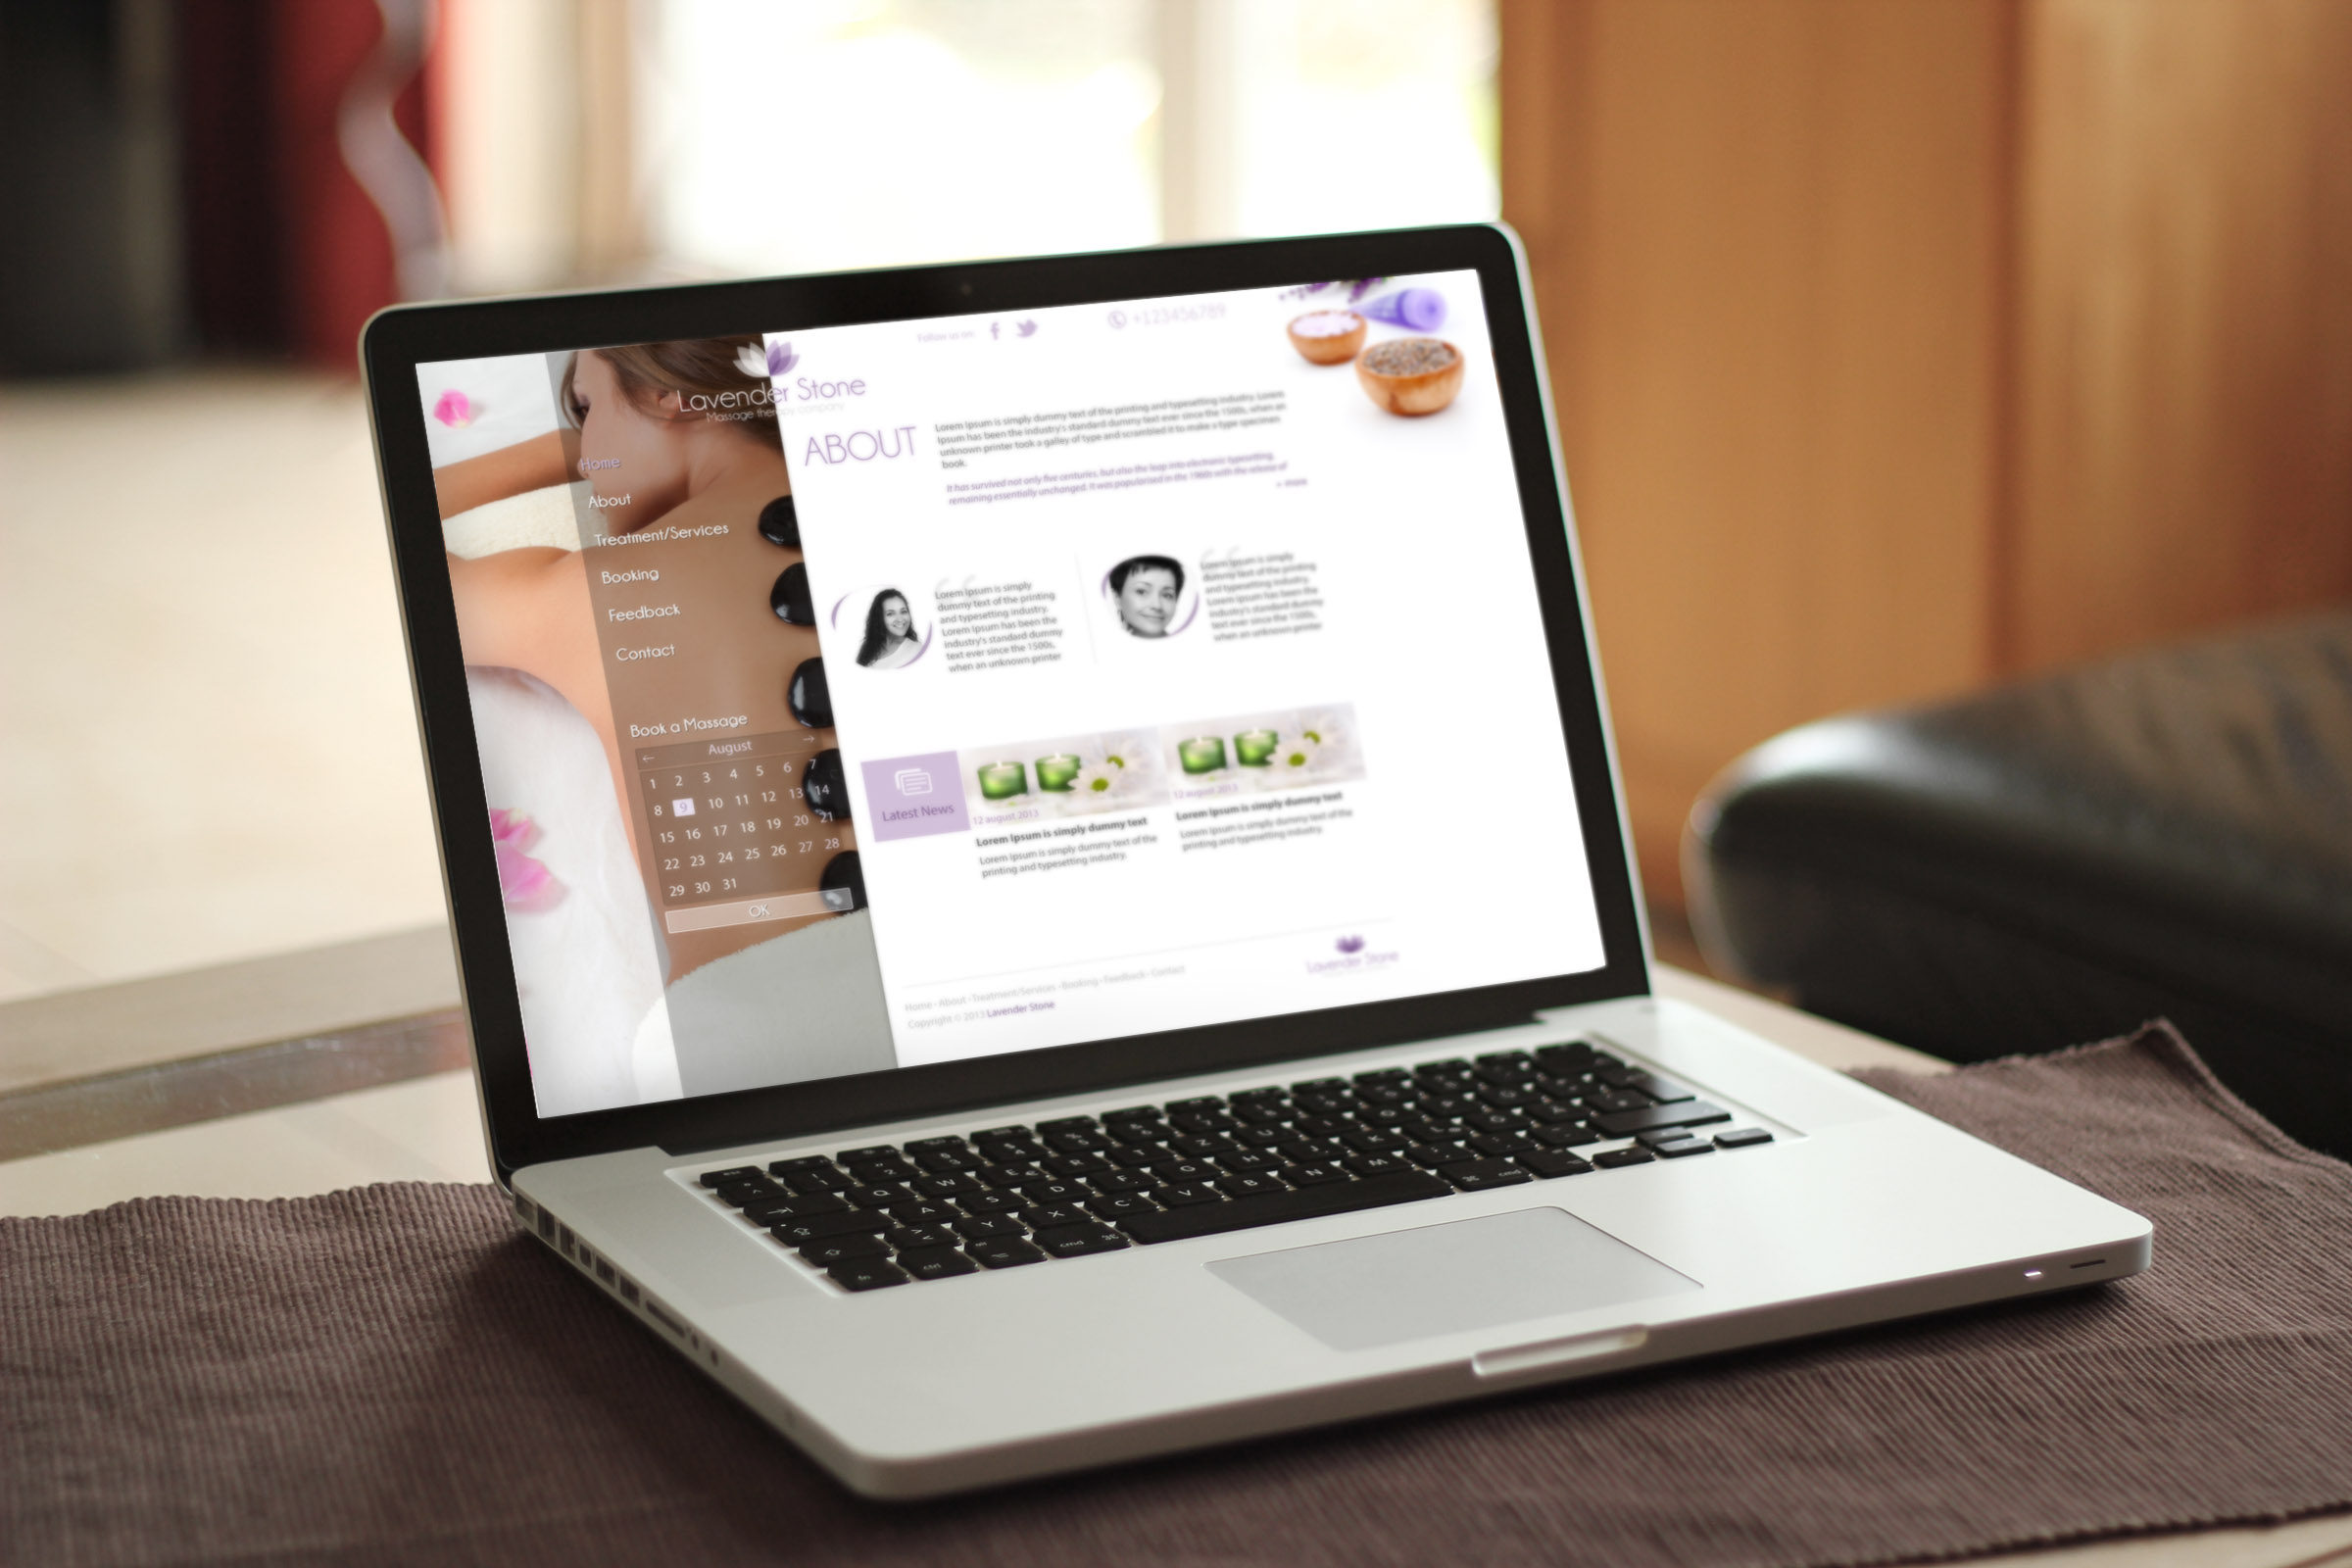 Lavender Stone
Massage therapy company
Follow us on:
+123456789
Home
About
Treatment/Services
Booking
Feedback
Contact
Book a Massage
← August →
1 2 3 4 5 6 7
8 9 10 11 12 13 14
15 16 17 18 19 20 21
22 23 24 25 26 27 28
29 30 31
OK
ABOUT
Lorem Ipsum is simply dummy text of the printing and typesetting industry. Lorem
Ipsum has been the industry's standard dummy text ever since the 1500s, when an
unknown printer took a galley of type and scrambled it to make a type specimen
book.
It has survived not only five centuries, but also the leap into electronic typesetting,
remaining essentially unchanged. It was popularised in the 1960s with the release of
+ more
Lorem Ipsum is simply
dummy text of the printing
and typesetting industry.
Lorem Ipsum has been the
industry's standard dummy
text ever since the 1500s,
when an unknown printer
Lorem Ipsum is simply
dummy text of the printing
and typesetting industry.
Lorem Ipsum has been the
industry's standard dummy
text ever since the 1500s,
when an unknown printer
Latest News
12 august 2013
Lorem Ipsum is simply dummy text
Lorem Ipsum is simply dummy text of the
printing and typesetting industry.
12 august 2013
Lorem Ipsum is simply dummy text
Lorem Ipsum is simply dummy text of the
printing and typesetting industry.
Home • About • Treatment/Services • Booking • Feedback • Contact
Copyright © 2013 Lavender Stone
Lavender Stone
Q W E R T Z U
A S D F G H
Y X C V B N M
fn ctrl cmd
cmd